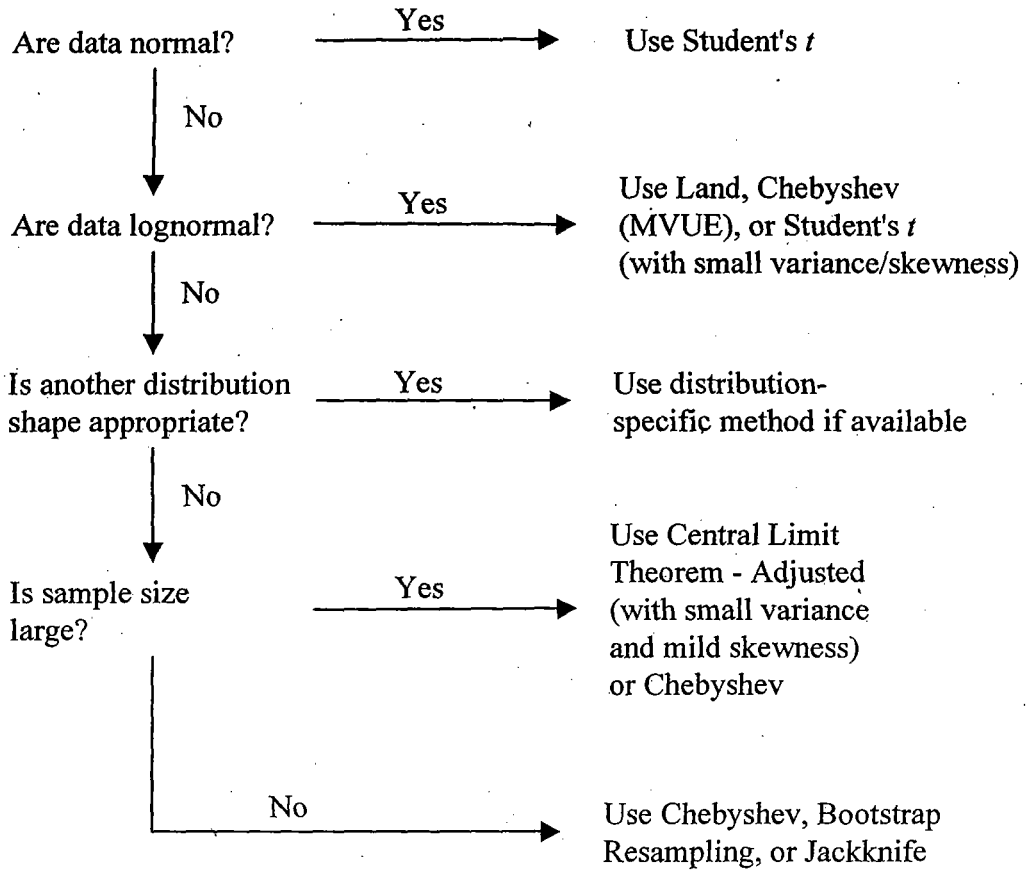 Are data normal?
Yes
Use Student's t
No
Are data lognormal?
Yes
Use Land, Chebyshev
(MVUE), or Student's t
(with small variance/skewness)
No
Is another distribution
shape appropriate?
Yes
Use distribution-
specific method if available
No
Is sample size
large?
Yes
Use Central Limit
Theorem - Adjusted
(with small variance
and mild skewness)
or Chebyshev
No
Use Chebyshev, Bootstrap
Resampling, or Jackknife